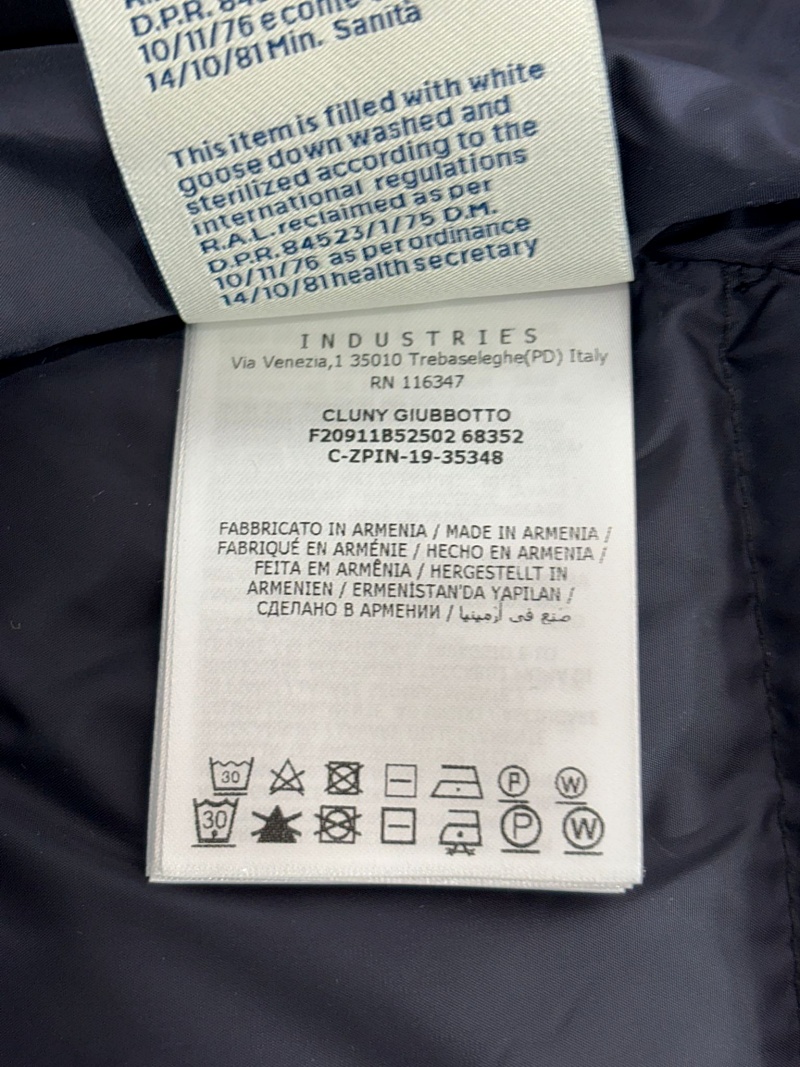 D.P.R.
10/11/76 e come
14/10/81 Min. Sanità
This item is filled with white
goose down washed and
sterilized according to the
international regulations
R.A.L. reclaimed as per
D.P.R. 84523/1/75 D.M.
10/11/76 as per ordinance
14/10/81 health secretary
INDUSTRIES
Via Venezia,1 35010 Trebaseleghe(PD) Italy
RN 116347
CLUNY GIUBBOTTO
F20911B52502 68352
C-ZPIN-19-35348
FABBRICATO IN ARMENIA / MADE IN ARMENIA /
FABRIQUÉ EN ARMÉNIE / HECHO EN ARMENIA /
FEITA EM ARMÊNIA / HERGESTELLT IN
ARMENIEN / ERMENİSTAN'DA YAPILAN /
СДЕЛАНО В АРМЕНИИ / صنع في أرمينيا
30 P W
30 P W